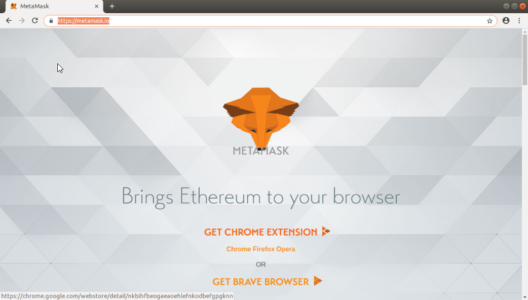 MetaMask
https://metamask.io
METAMASK
Brings Ethereum to your browser
GET CHROME EXTENSION
Chrome Firefox Opera
OR
GET BRAVE BROWSER
https://chrome.google.com/webstore/detail/nkbihfbeogaeaoehlefnkodbefgpgknn